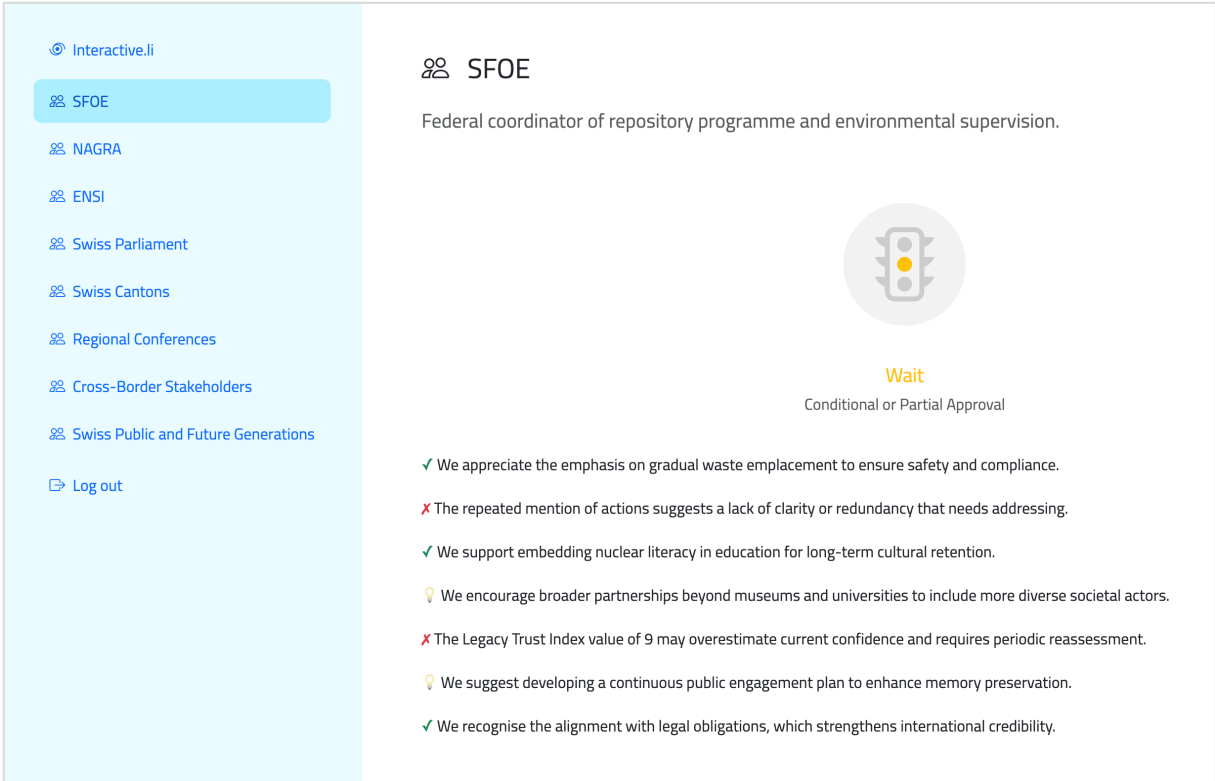 Interactive.li
SFOE
NAGRA
ENSI
Swiss Parliament
Swiss Cantons
Regional Conferences
Cross-Border Stakeholders
Swiss Public and Future Generations
Log out
SFOE
Federal coordinator of repository programme and environmental supervision.
Wait
Conditional or Partial Approval
✓ We appreciate the emphasis on gradual waste emplacement to ensure safety and compliance.
✗ The repeated mention of actions suggests a lack of clarity or redundancy that needs addressing.
✓ We support embedding nuclear literacy in education for long-term cultural retention.
💡 We encourage broader partnerships beyond museums and universities to include more diverse societal actors.
✗ The Legacy Trust Index value of 9 may overestimate current confidence and requires periodic reassessment.
💡 We suggest developing a continuous public engagement plan to enhance memory preservation.
✓ We recognise the alignment with legal obligations, which strengthens international credibility.